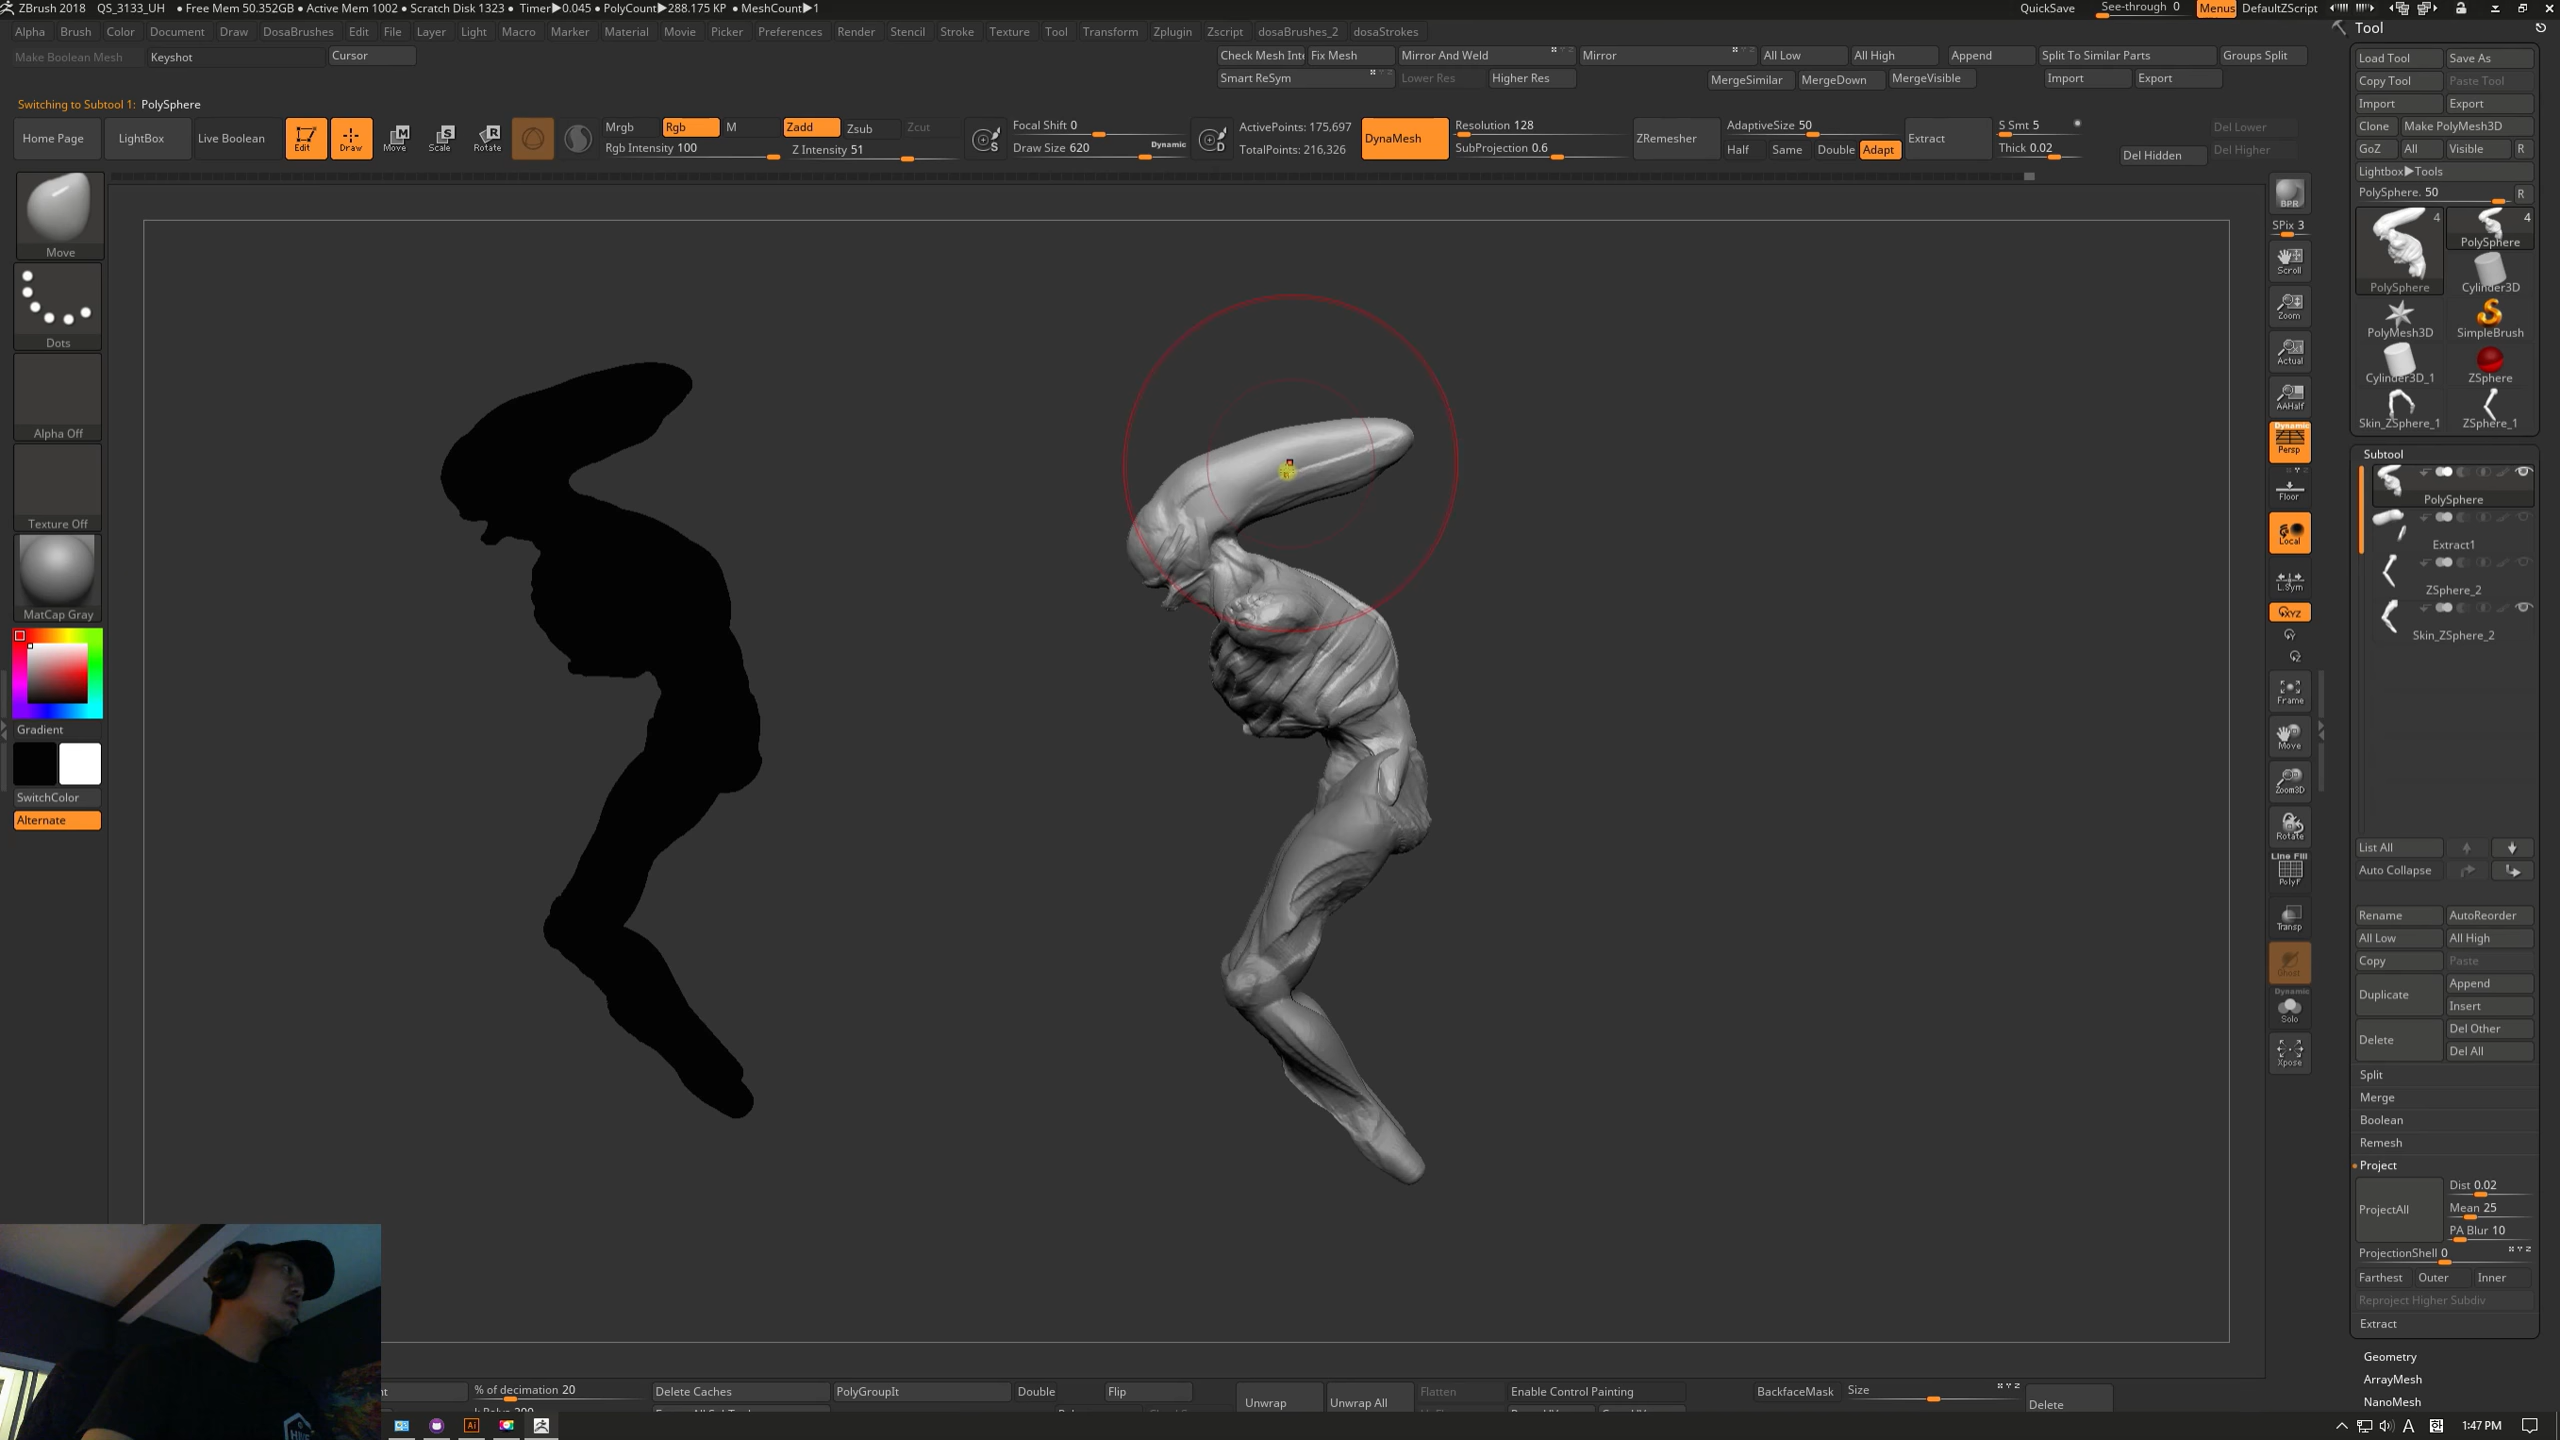 ZBrush 2018 QS_3133_UH • Free Mem 50.352GB • Active Mem 1002 • Scratch Disk 1323 • Timer▶0.045 • PolyCount▶288.175 KP • MeshCount▶1
QuickSave See-through 0 Menus DefaultZScript
Alpha Brush Color Document Draw DosaBrushes Edit File Layer Light Macro Marker Material Movie Picker Preferences Render Stencil Stroke Texture Tool Transform Zplugin Zscript dosaBrushes_2 dosaStrokes
Make Boolean Mesh Keyshot Cursor
Check Mesh Inte Fix Mesh Mirror And Weld Mirror All Low All High Append Split To Similar Parts Groups Split
Smart ReSym Lower Res Higher Res MergeSimilar MergeDown MergeVisible Import Export
Switching to Subtool 1: PolySphere
Home Page LightBox Live Boolean Edit Draw Move Scale Rotate
Mrgb Rgb M Zadd Zsub Zcut
Rgb Intensity 100 Z Intensity 51
Focal Shift 0
Draw Size 620 Dynamic
ActivePoints: 175,697
TotalPoints: 216,326
DynaMesh
Resolution 128
SubProjection 0.6
ZRemesher
AdaptiveSize 50
Half Same Double Adapt
Extract
S Smt 5
Thick 0.02
Del Hidden
Del Lower
Del Higher
Move
Dots
Alpha Off
Texture Off
MatCap Gray
Gradient
SwitchColor
Alternate
BPR
SPix 3
Scroll
Zoom
Actual
AAHalf
Dynamic
Persp
Floor
Local
L.Sym
XYZ
Frame
Move
Zoom3D
Rotate
Line Fill
PolyF
Transp
Ghost
Dynamic
Solo
Xpose
Tool
Load Tool Save As
Copy Tool Paste Tool
Import Export
Clone Make PolyMesh3D
GoZ All Visible R
Lightbox▶Tools
PolySphere. 50 R
4 4
PolySphere PolySphere
Cylinder3D
PolyMesh3D SimpleBrush
Cylinder3D_1 ZSphere
Skin_ZSphere_1 ZSphere_1
Subtool
PolySphere
Extract1
ZSphere_2
Skin_ZSphere_2
List All
Auto Collapse
Rename AutoReorder
All Low All High
Copy Paste
Duplicate Append
Insert
Delete Del Other
Del All
Split
Merge
Boolean
Remesh
Project
ProjectAll
Dist 0.02
Mean 25
PA Blur 10
ProjectionShell 0
Farthest Outer Inner
Reproject Higher Subdiv
Extract
Geometry
ArrayMesh
NanoMesh
% of decimation 20 Delete Caches PolyGroupIt Double Flip Unwrap Unwrap All Flatten Enable Control Painting BackfaceMask Size Delete
1:47 PM